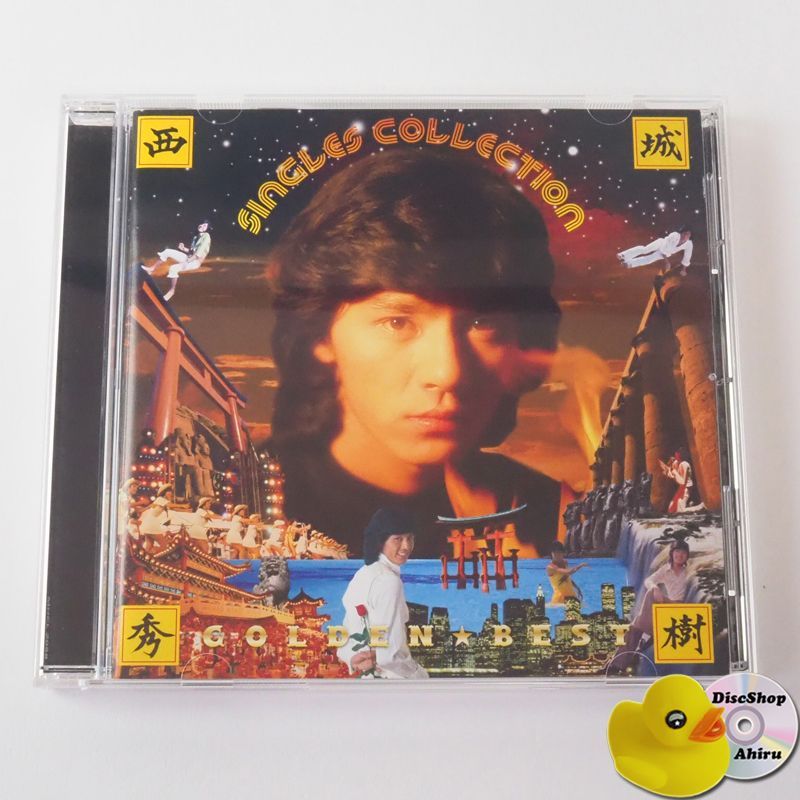 西 城
SINGLES COLLECTION
秀 樹
GOLDEN★BEST
DiscShop
Ahiru